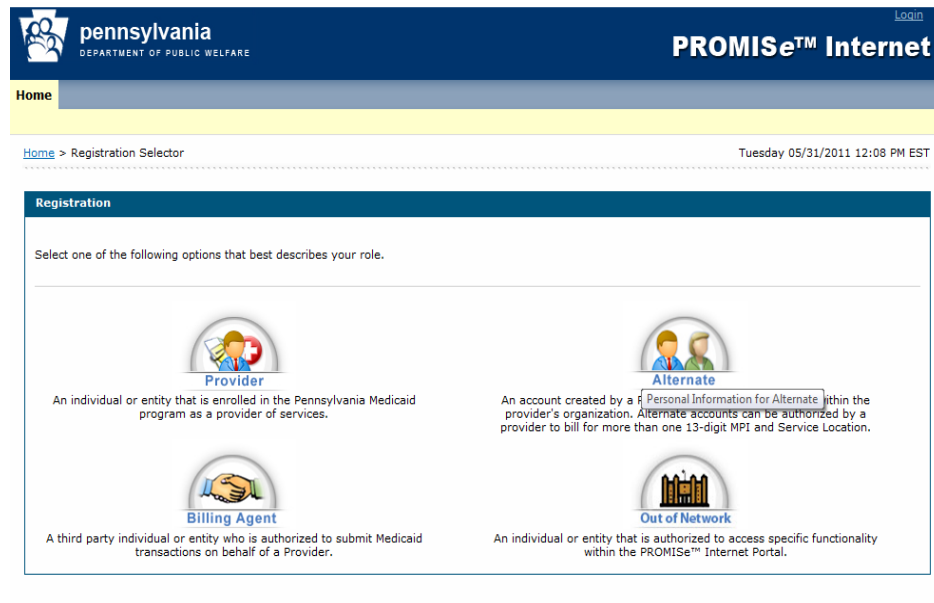 Login
pennsylvania
DEPARTMENT OF PUBLIC WELFARE
PROMISe™ Internet
Home
Home > Registration Selector
Tuesday 05/31/2011 12:08 PM EST
Registration
Select one of the following options that best describes your role.
Provider
An individual or entity that is enrolled in the Pennsylvania Medicaid
program as a provider of services.
Alternate
Personal Information for Alternate
An account created by a ithin the
provider's organization. Alternate accounts can be authorized by a
provider to bill for more than one 13-digit MPI and Service Location.
Billing Agent
A third party individual or entity who is authorized to submit Medicaid
transactions on behalf of a Provider.
Out of Network
An individual or entity that is authorized to access specific functionality
within the PROMISe™ Internet Portal.